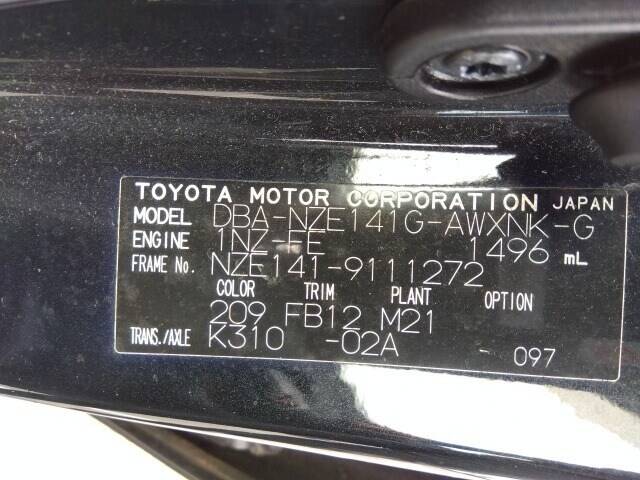 TOYOTA MOTOR CORPORATION JAPAN
MODEL DBA-NZE141G-AWXNK-G
ENGINE 1NZ-FE 1496 mL
FRAME No. NZE141-9111272
COLOR TRIM PLANT OPTION
209 FB12 M21
TRANS./AXLE K310 -02A - 097